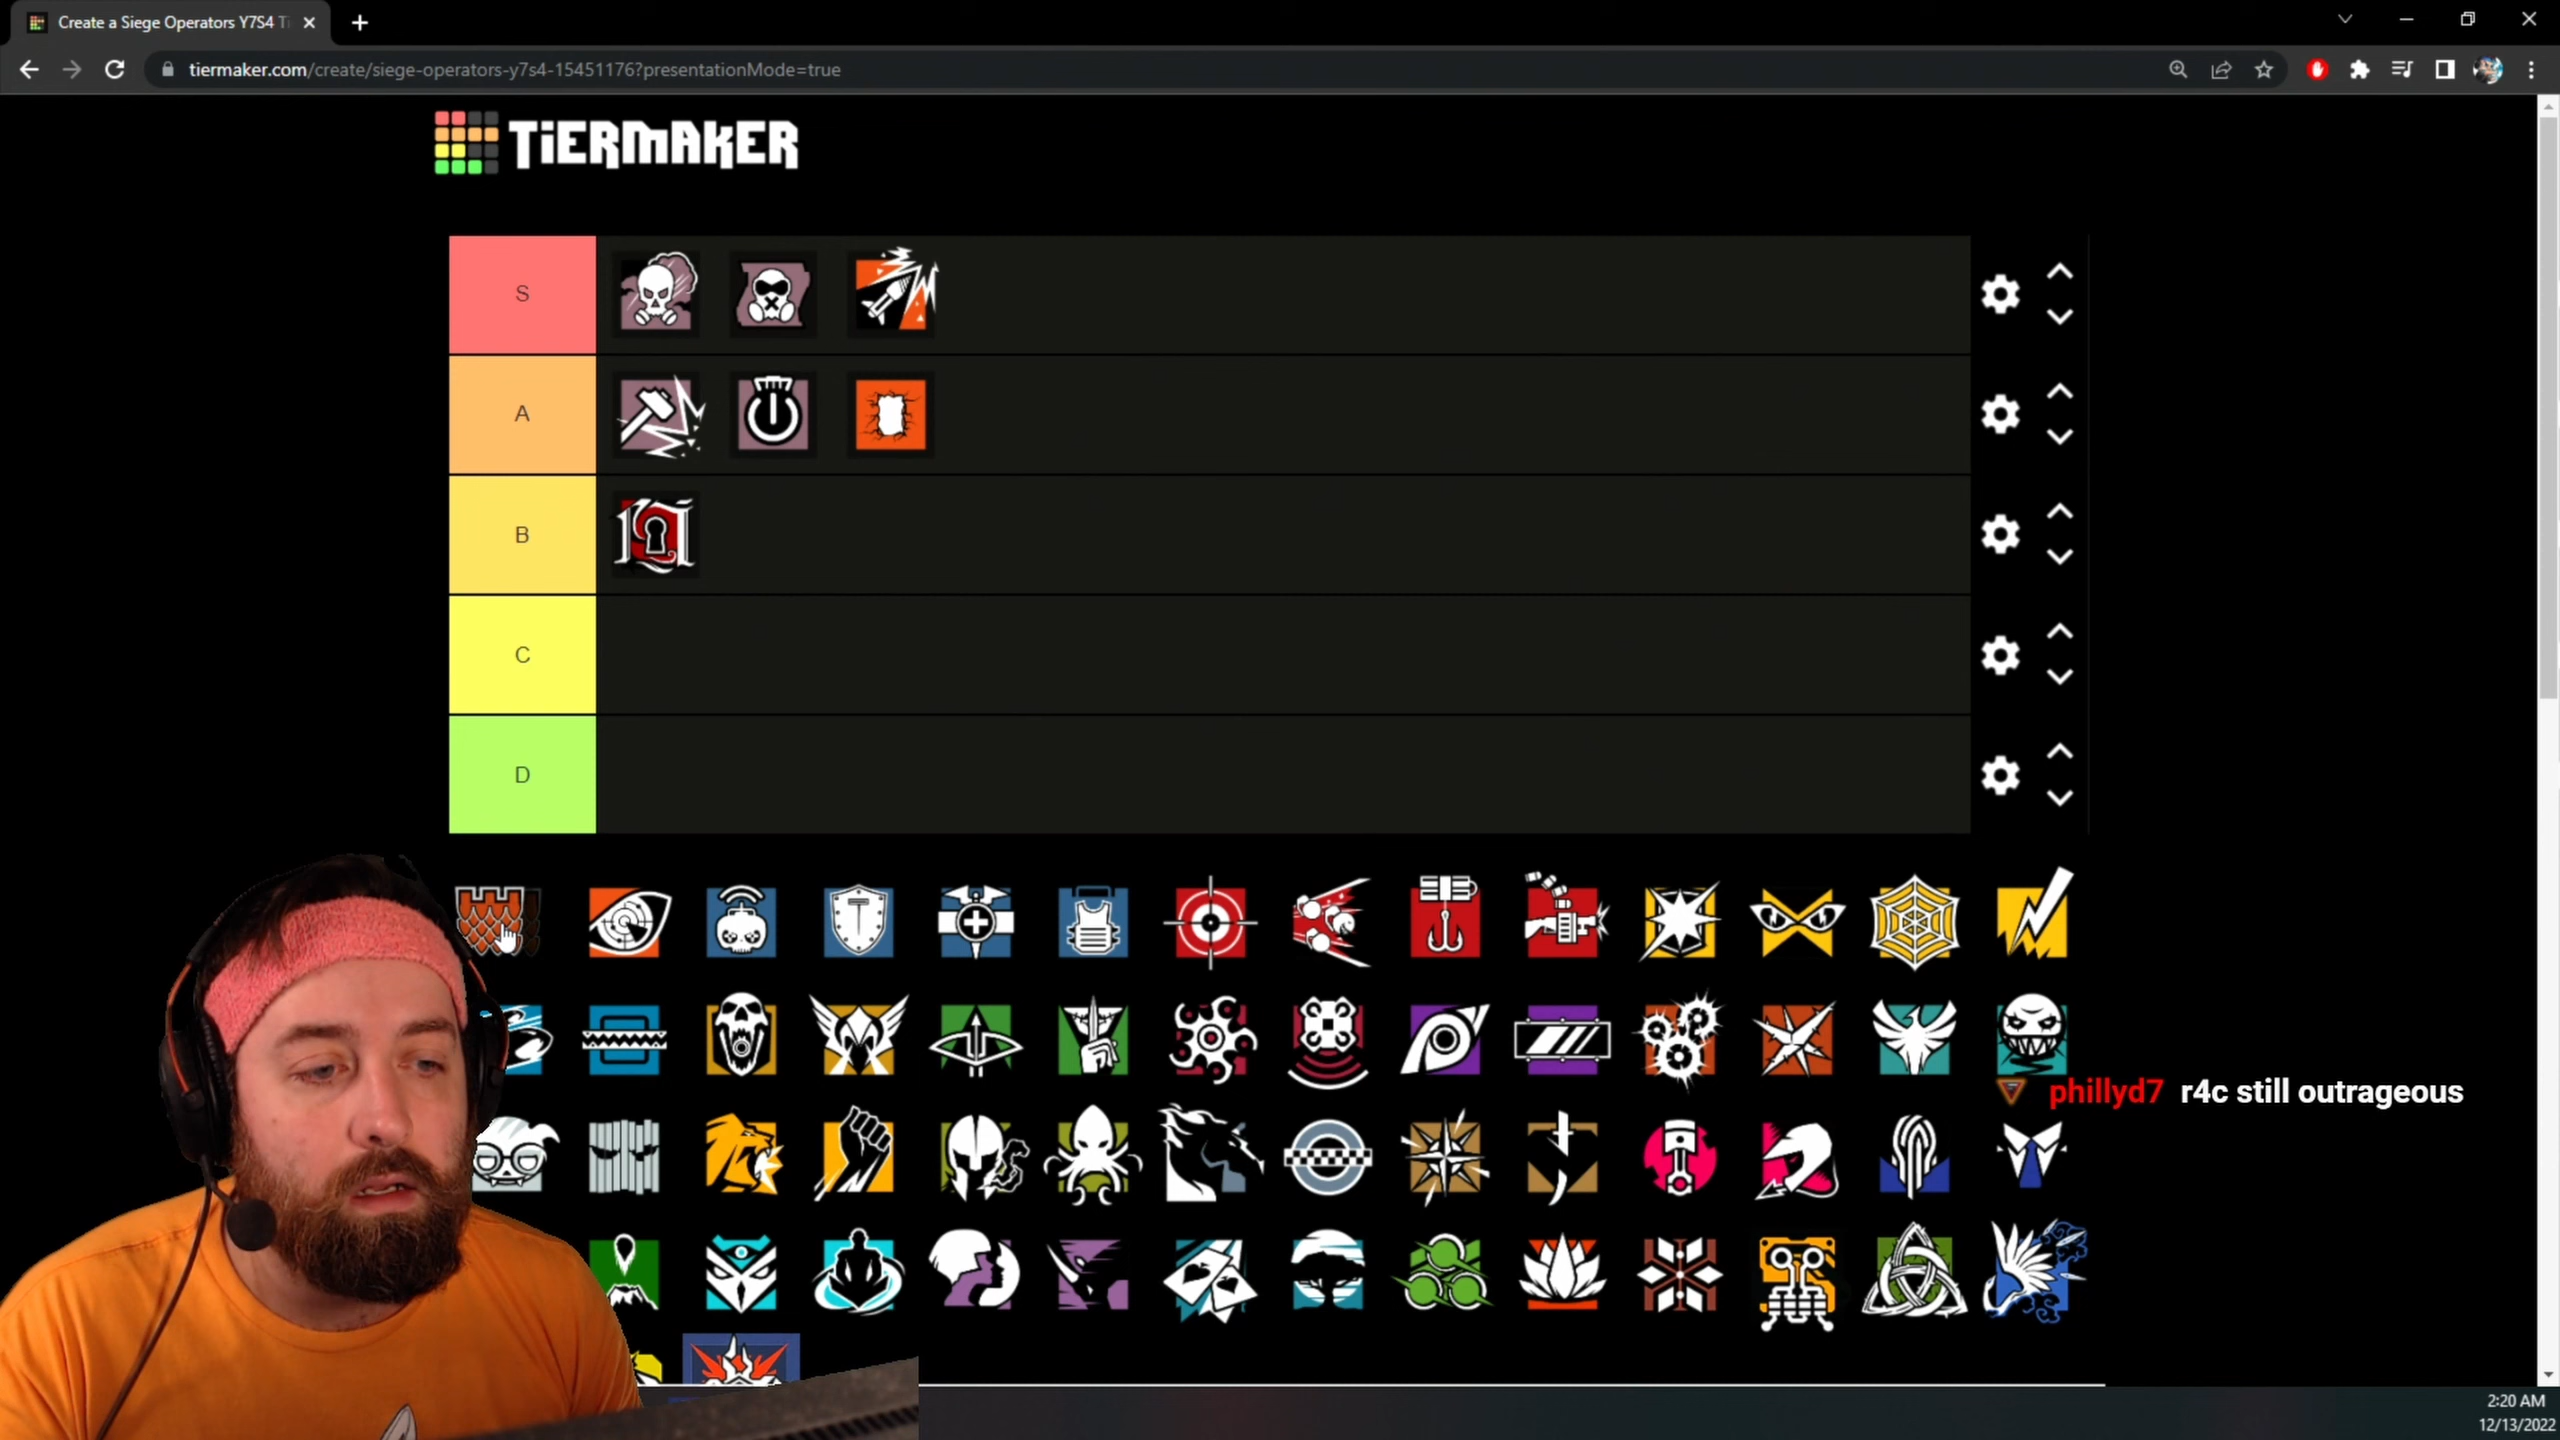 Create a Siege Operators Y7S4 Ti
tiermaker.com/create/siege-operators-y7s4-15451176?presentationMode=true
TiERMAKER
S
A
B
C
D
phillyd7 r4c still outrageous
2:20 AM
12/13/2022